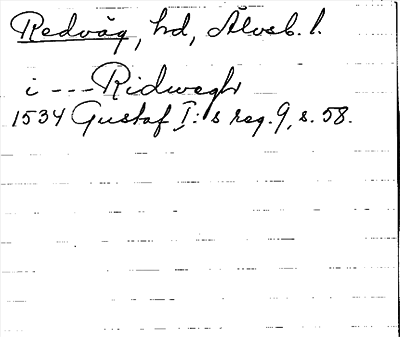 Redväg, hd, Älvsb. l.
i --- Ridwegh
1534 Gustaf I:s reg. 9, s. 58.